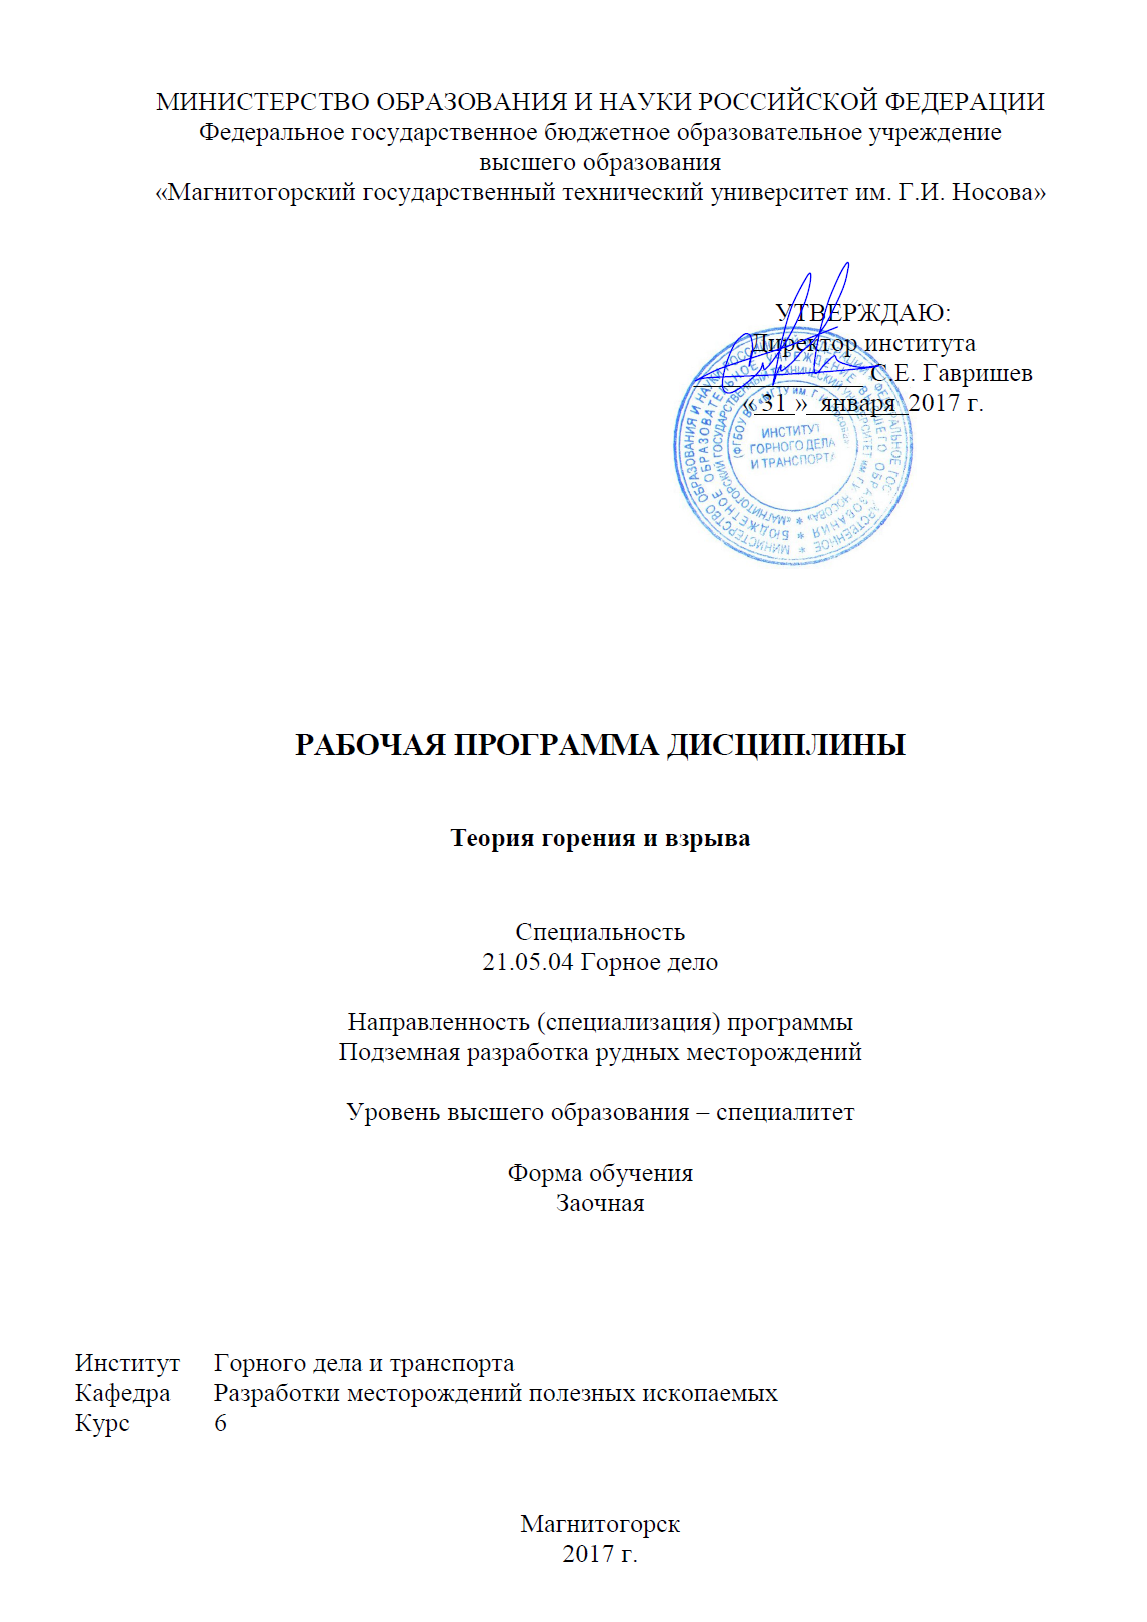 МИНИСТЕРСТВО ОБРАЗОВАНИЯ И НАУКИ РОССИЙСКОЙ ФЕДЕРАЦИИ
Федеральное государственное бюджетное образовательное учреждение
высшего образования
«Магнитогорский государственный технический университет им. Г.И. Носова»
УТВЕРЖДАЮ:
Директор института
С.Е. Гавришев
« 31 » января 2017 г.
ИНСТИТУТ
ГОРНОГО ДЕЛА
И ТРАНСПОРТА
РАБОЧАЯ ПРОГРАММА ДИСЦИПЛИНЫ
Теория горения и взрыва
Специальность
21.05.04 Горное дело
Направленность (специализация) программы
Подземная разработка рудных месторождений
Уровень высшего образования – специалитет
Форма обучения
Заочная
Институт Горного дела и транспорта
Кафедра Разработки месторождений полезных ископаемых
Курс 6
Магнитогорск
2017 г.